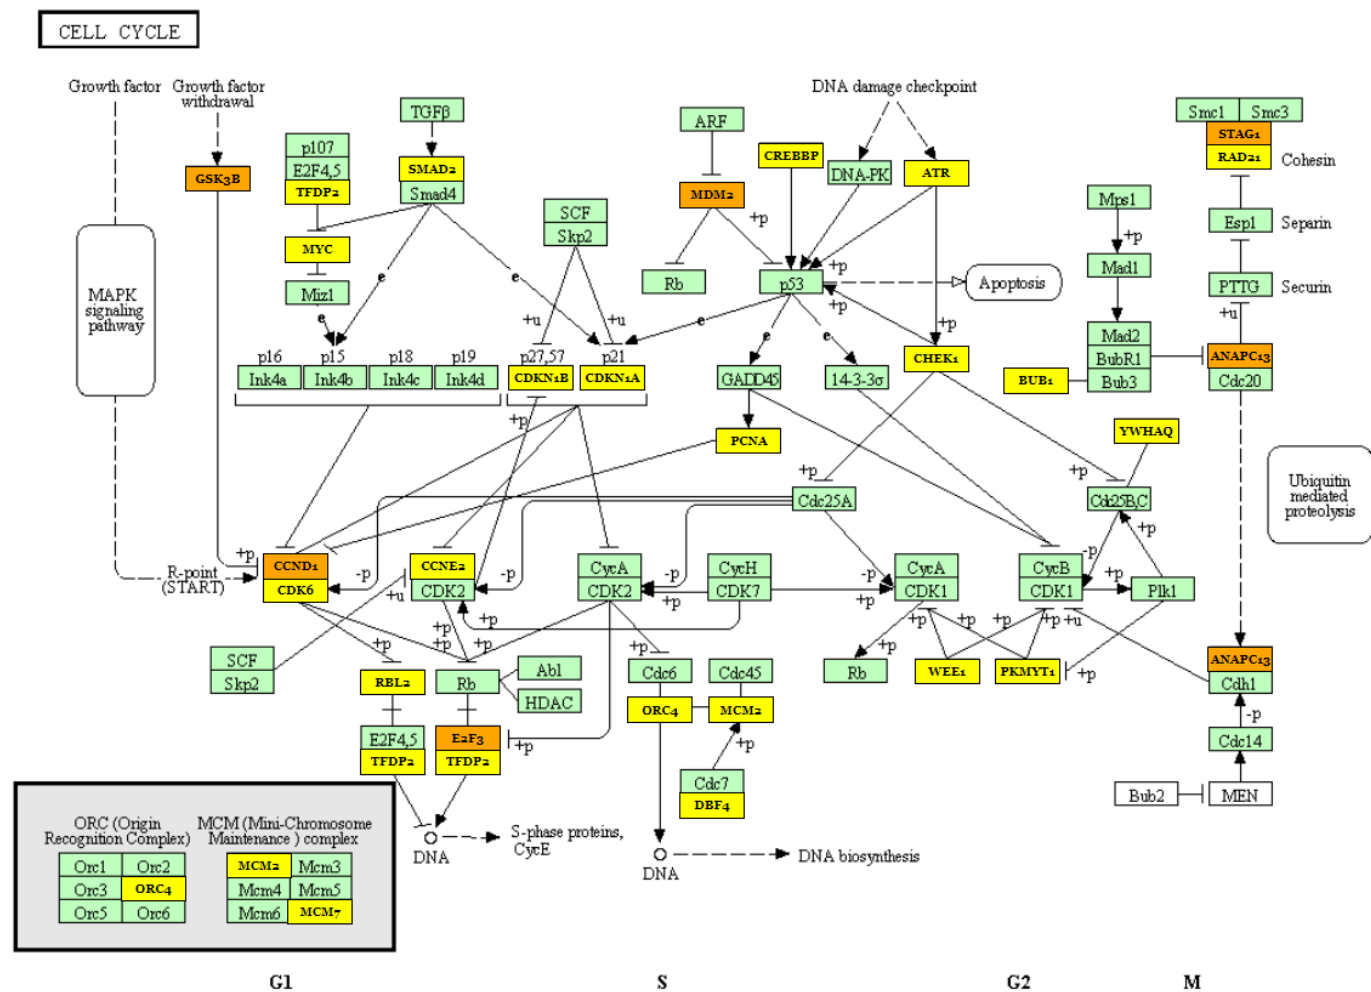 CELL CYCLE
Growth factor
Growth factor
withdrawal
TGFβ
ARF
DNA damage checkpoint
Smc1
Smc3
STAG1
RAD21
Cohesin
p107
E2F4,5
TFDP2
SMAD2
Smad4
CREBBP
DNA-PK
ATR
GSK3B
MDM2
+p
Mps1
+p
Esp1
Separin
SCF
Skp2
MYC
Miz1
e
e
e
Rb
p53
+p
+p
Apoptosis
Mad1
PTTG
Securin
+u
MAPK
signaling
pathway
+u
+u
e
e
e
+p
Mad2
BubR1
Bub3
BUB1
ANAPC13
Cdc20
p16
p15
p18
p19
p27,57
p21
Ink4a
Ink4b
Ink4c
Ink4d
CDKN1B
CDKN1A
GADD45
14-3-3σ
CHEK1
+p
PCNA
YWHAQ
+p
+p
Cdc25A
Cdc25B,C
Ubiquitin
mediated
proteolysis
R-point
(START)
+p
CCND1
CDK6
-p
CCNE2
CDK2
+u
-p
CycA
CDK2
-p
+p
CycH
CDK7
-p
+p
CycA
CDK1
CycB
CDK1
-p
+p
+p
Plk1
+p
+p
+p
+p
+p
+p
+p
+p
+p
+u
SCF
Skp2
RBL2
Rb
Abl
HDAC
Cdc6
Cdc45
Rb
WEE1
PKMYT1
+p
ANAPC13
Cdh1
-p
ORC4
MCM2
E2F4,5
TFDP2
E2F3
TFDP2
+p
+p
Cdc14
Cdc7
DBF4
Bub2
MEN
DNA
S-phase proteins,
CycE
DNA
DNA biosynthesis
ORC (Origin
Recognition Complex)
Orc1
Orc2
Orc3
ORC4
Orc5
Orc6
MCM (Mini-Chromosome
Maintenance ) complex
MCM2
Mcm3
Mcm4
Mcm5
Mcm6
MCM7
G1
S
G2
M